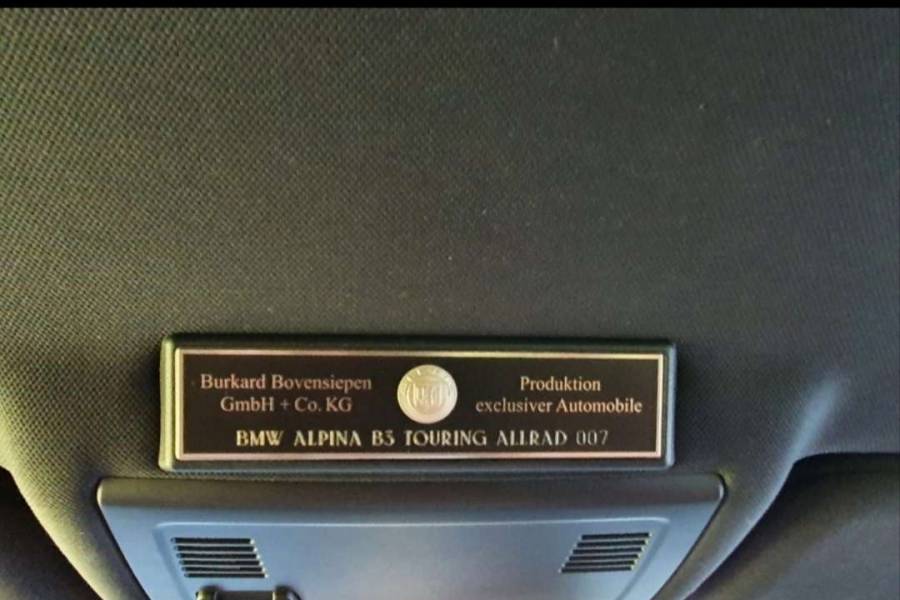 Burkard Bovensiepen
GmbH + Co. KG
Produktion
exclusiver Automobile
BMW ALPINA B3 TOURING ALLRAD 007